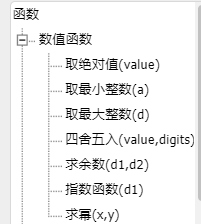 函数
数值函数
取绝对值(value)
取最小整数(a)
取最大整数(d)
四舍五入(value,digits)
求余数(d1,d2)
指数函数(d1)
求幂(x,y)